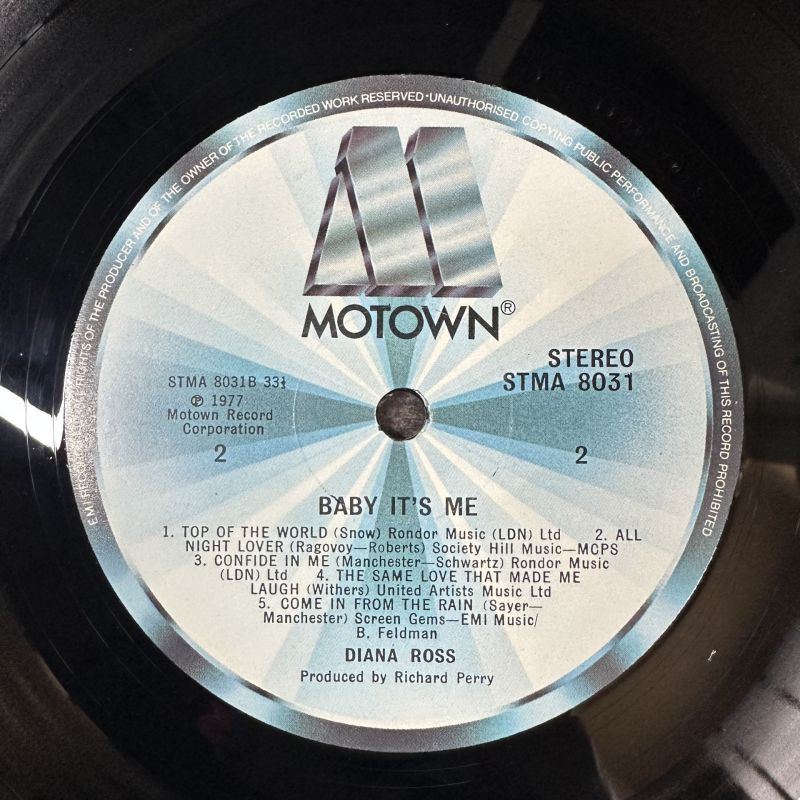 EMI RECORDS RIGHTS OF THE PRODUCER AND OF THE OWNER OF THE RECORDED WORK RESERVED·UNAUTHORISED COPYING PUBLIC PERFORMANCE AND BROADCASTING OF THIS RECORD PROHIBITED
MOTOWN®
STEREO
STMA 8031
STMA 8031B 33⅓
℗ 1977
Motown Record
Corporation
2
2
BABY IT'S ME
1. TOP OF THE WORLD (Snow) Rondor Music (LDN) Ltd 2. ALL
NIGHT LOVER (Ragovoy—Roberts) Society Hill Music—MCPS
3. CONFIDE IN ME (Manchester—Schwartz) Rondor Music
(LDN) Ltd 4. THE SAME LOVE THAT MADE ME
LAUGH (Withers) United Artists Music Ltd
5. COME IN FROM THE RAIN (Sayer—
Manchester) Screen Gems—EMI Music/
B. Feldman
DIANA ROSS
Produced by Richard Perry